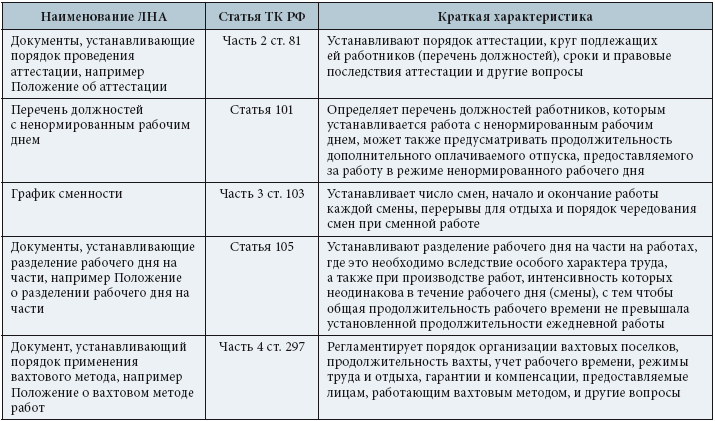 Наименование ЛНА
Статья ТК РФ
Краткая характеристика
Документы, устанавливающие
порядок проведения
аттестации, например
Положение об аттестации
Часть 2 ст. 81
Устанавливают порядок аттестации, круг подлежащих
ей работников (перечень должностей), сроки и правовые
последствия аттестации и другие вопросы
Перечень должностей
с ненормированным рабочим
днем
Статья 101
Определяет перечень должностей работников, которым
устанавливается работа с ненормированным рабочим
днем, может также предусматривать продолжительность
дополнительного оплачиваемого отпуска, предоставляемого
за работу в режиме ненормированного рабочего дня
График сменности
Часть 3 ст. 103
Устанавливает число смен, начало и окончание работы
каждой смены, перерывы для отдыха и порядок чередования
смен при сменной работе
Документы, устанавливающие
разделение рабочего дня на
части, например Положение
о разделении рабочего дня на
части
Статья 105
Устанавливают разделение рабочего дня на части на работах,
где это необходимо вследствие особого характера труда,
а также при производстве работ, интенсивность которых
неодинакова в течение рабочего дня (смены), с тем чтобы
общая продолжительность рабочего времени не превышала
установленной продолжительности ежедневной работы
Документ, устанавливающий
порядок применения
вахтового метода, например
Положение о вахтовом методе
работ
Часть 4 ст. 297
Регламентирует порядок организации вахтовых поселков,
продолжительность вахты, учет рабочего времени, режимы
труда и отдыха, гарантии и компенсации, предоставляемые
лицам, работающим вахтовым методом, и другие вопросы